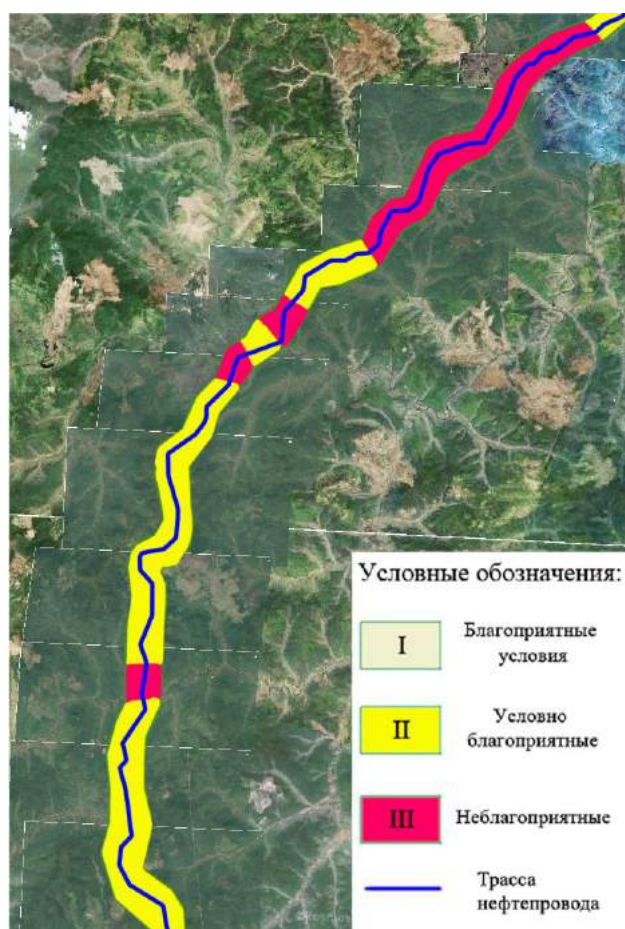 Условные обозначения:
I
Благоприятные
условия
II
Условно
благоприятные
III
Неблагоприятные
Трасса
нефтепровода